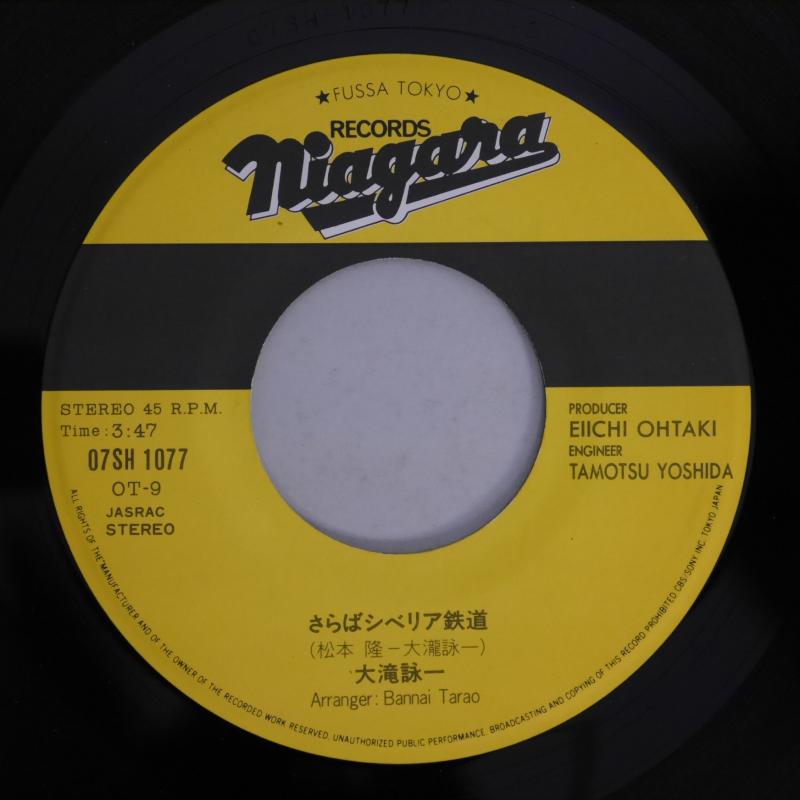 07SH 1077
★FUSSA TOKYO★
RECORDS
Niagara
STEREO 45 R.P.M.
Time : 3:47
07SH 1077
OT-9
JASRAC
STEREO
PRODUCER
EIICHI OHTAKI
ENGINEER
TAMOTSU YOSHIDA
さらばシベリア鉄道
(松本 隆－大瀧詠一)
大滝詠一
Arranger: Bannai Tarao
ALL RIGHTS OF THE MANUFACTURER AND OF THE OWNER OF THE RECORDED WORK RESERVED. UNAUTHORIZED PUBLIC PERFORMANCE, BROADCASTING AND COPYING OF THIS RECORD PROHIBITED. CBS/SONY INC. TOKYO JAPAN